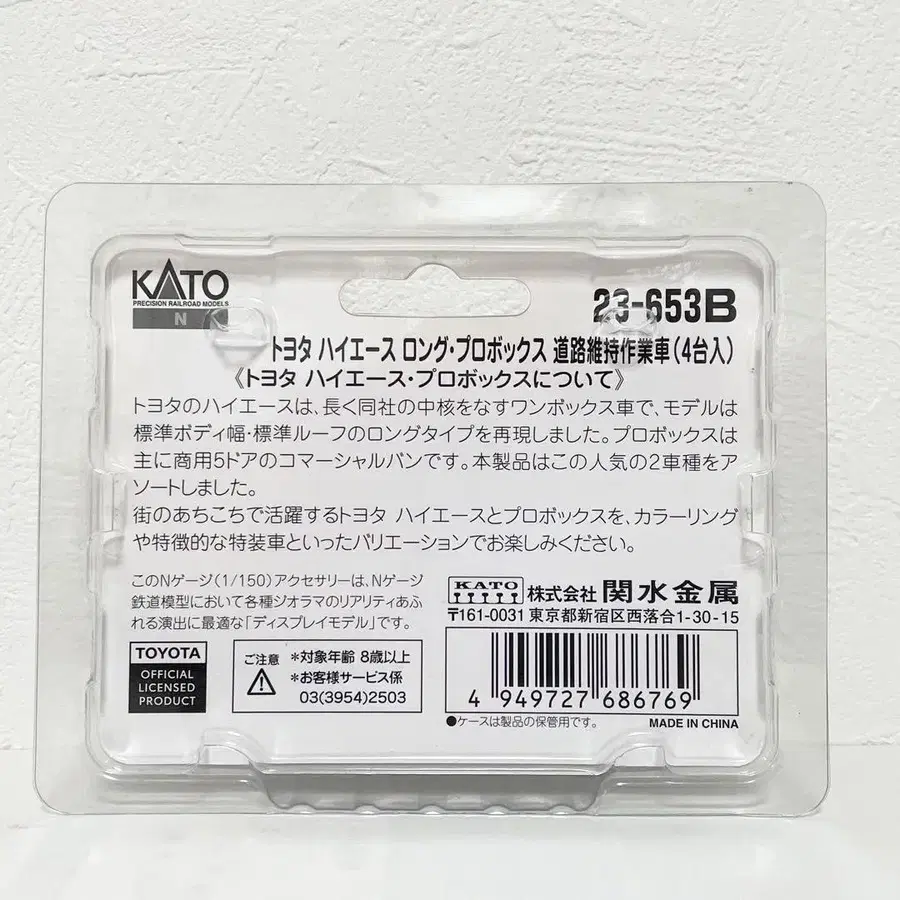 KATO
PRECISION RAILROAD MODELS
N
23-653B
トヨタ ハイエース ロング・プロボックス 道路維持作業車(4台入)
《トヨタ ハイエース・プロボックスについて》
トヨタのハイエースは、長く同社の中核をなすワンボックス車で、モデルは
標準ボディ幅・標準ルーフのロングタイプを再現しました。プロボックスは
主に商用5ドアのコマーシャルバンです。本製品はこの人気の2車種をア
ソートしました。
街のあちこちで活躍するトヨタ ハイエースとプロボックスを、カラーリング
や特徴的な特装車といったバリエーションでお楽しみください。
このNゲージ(1/150)アクセサリーは、Nゲージ
鉄道模型において各種ジオラマのリアリティあふ
れる演出に最適な「ディスプレイモデル」です。
TOYOTA
OFFICIAL
LICENSED
PRODUCT
ご注意
*対象年齢 8歳以上
*お客様サービス係
03(3954)2503
KATO 株式会社 関水金属
〒161-0031 東京都新宿区西落合1-30-15
4 949727 686769
●ケースは製品の保管用です。
MADE IN CHINA